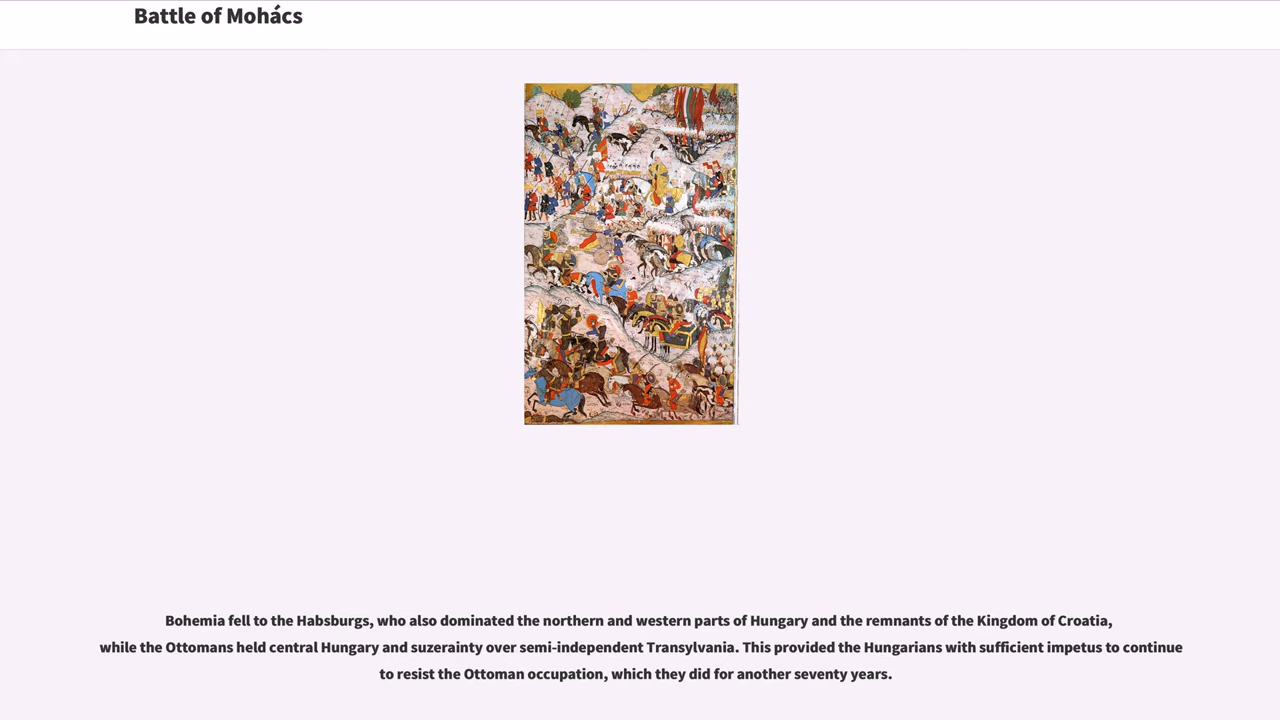 Battle of Mohács
Bohemia fell to the Habsburgs, who also dominated the northern and western parts of Hungary and the remnants of the Kingdom of Croatia,
while the Ottomans held central Hungary and suzerainty over semi-independent Transylvania. This provided the Hungarians with sufficient impetus to continue
to resist the Ottoman occupation, which they did for another seventy years.